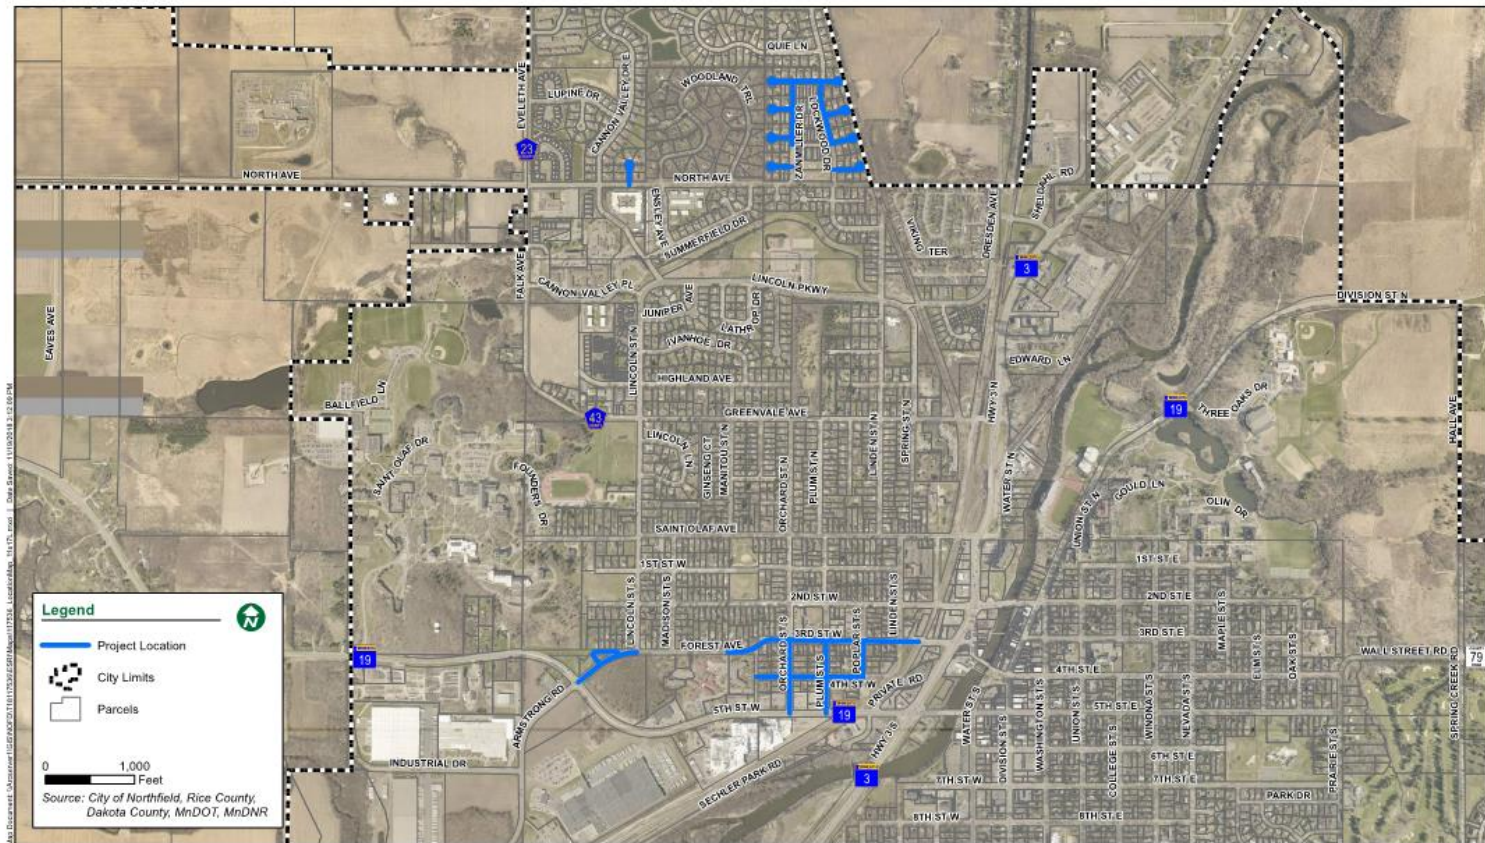 QUIE LN
WOODLAND TRL
EVELETH AVE
LUPINE DR
CANNON VALLEY DR E
ZANMILLER DR
LOCKWOOD DR
23
NORTH AVE
NORTH AVE
ENSLEY AVE
SUMMERFIELD DR
VIKING
TER
DRESDEN AVE
SHELDAHL RD
3
FALK AVE
CANNON VALLEY PL
LINCOLN PKWY
DIVISION ST N
EAVES AVE
JUNIPER AVE
LATHR
OP DR
IVANHOE DR
LINCOLN ST N
EDWARD LN
HIGHLAND AVE
BALLFIELD LN
THREE OAKS DR
43
GREENVALE AVE
HWY 3 N
19
HALL AVE
LINCOLN LN
GINSENG CT
MANITOU ST N
ORCHARD ST N
PLUM ST N
LINDEN ST N
SPRING ST N
SAINT OLAF DR
FOUNDERS DR
WATER ST N
UNION ST N
GOULD LN
OLIN DR
SAINT OLAF AVE
1ST ST W
1ST ST E
2ND ST W
2ND ST E
LINCOLN ST S
MADISON ST S
ORCHARD ST S
3RD ST W
POPLAR ST S
LINDEN ST S
3RD ST E
MAPLE ST S
ELM ST S
OAK ST S
19
FOREST AVE
PLUM ST S
4TH ST W
PRIVATE RD
4TH ST E
WALL STREET RD
79
ARMSTRONG RD
5TH ST W
19
HWY 3 S
WATER ST S
DIVISION ST S
WASHINGTON ST S
UNION ST S
5TH ST E
COLLEGE ST S
WINONA ST S
NEVADA ST S
SPRING CREEK RD
INDUSTRIAL DR
SECHLER PARK RD
3
6TH ST E
7TH ST W
7TH ST E
PRAIRIE ST S
PARK DR
8TH ST W
8TH ST E
Legend
N
Project Location
City Limits
Parcels
0 1,000
Feet
Source: City of Northfield, Rice County,
Dakota County, MnDOT, MnDNR